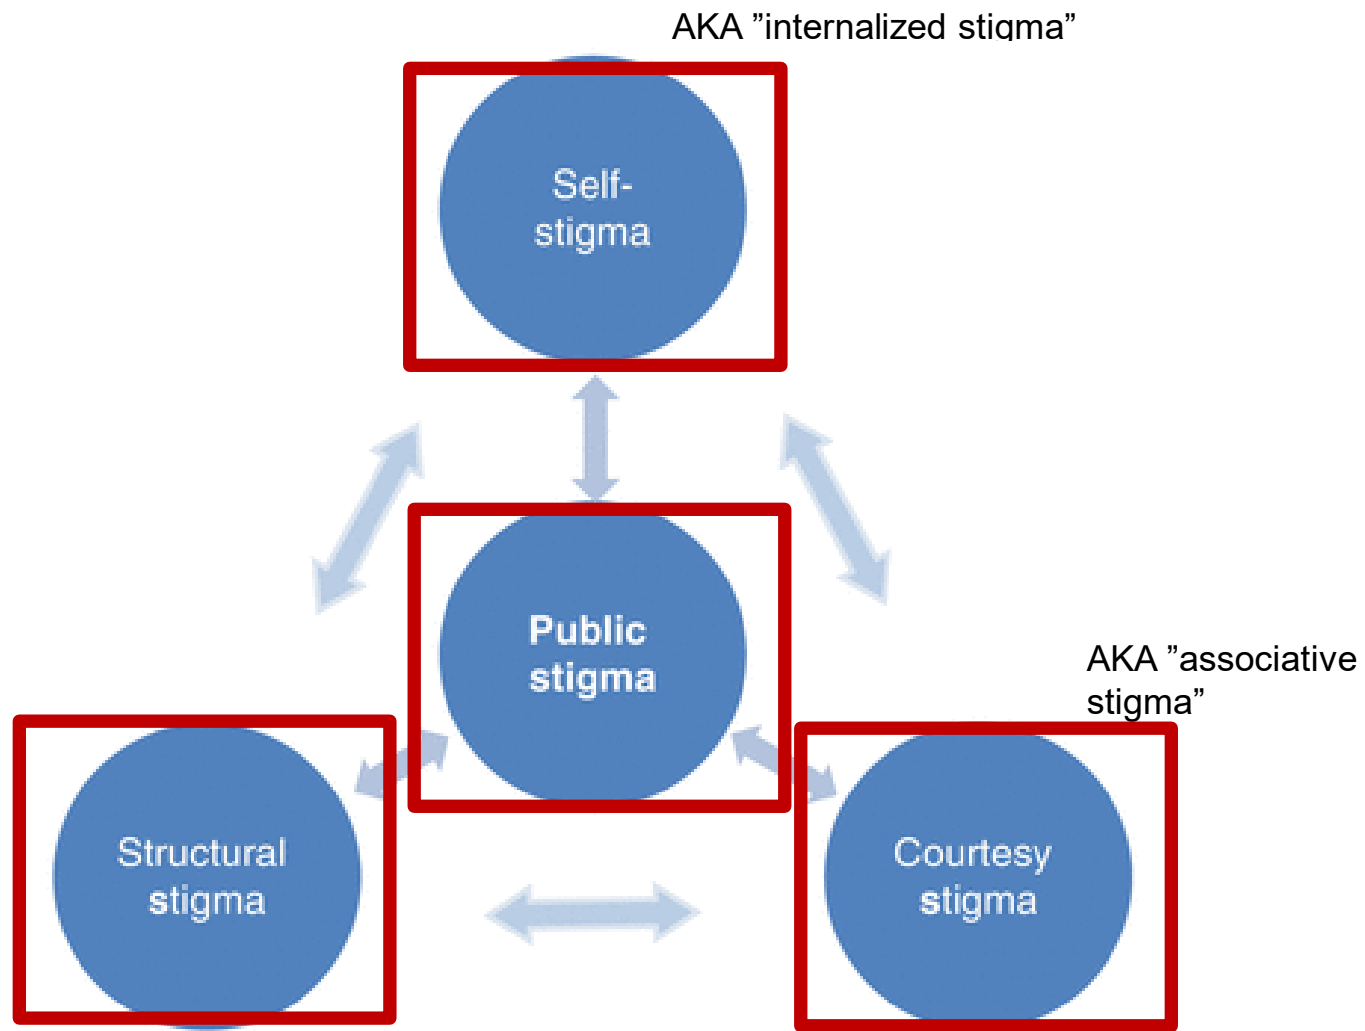 AKA ”internalized stigma”
Self-
stigma
Public
stigma
AKA ”associative
stigma”
Structural
stigma
Courtesy
stigma